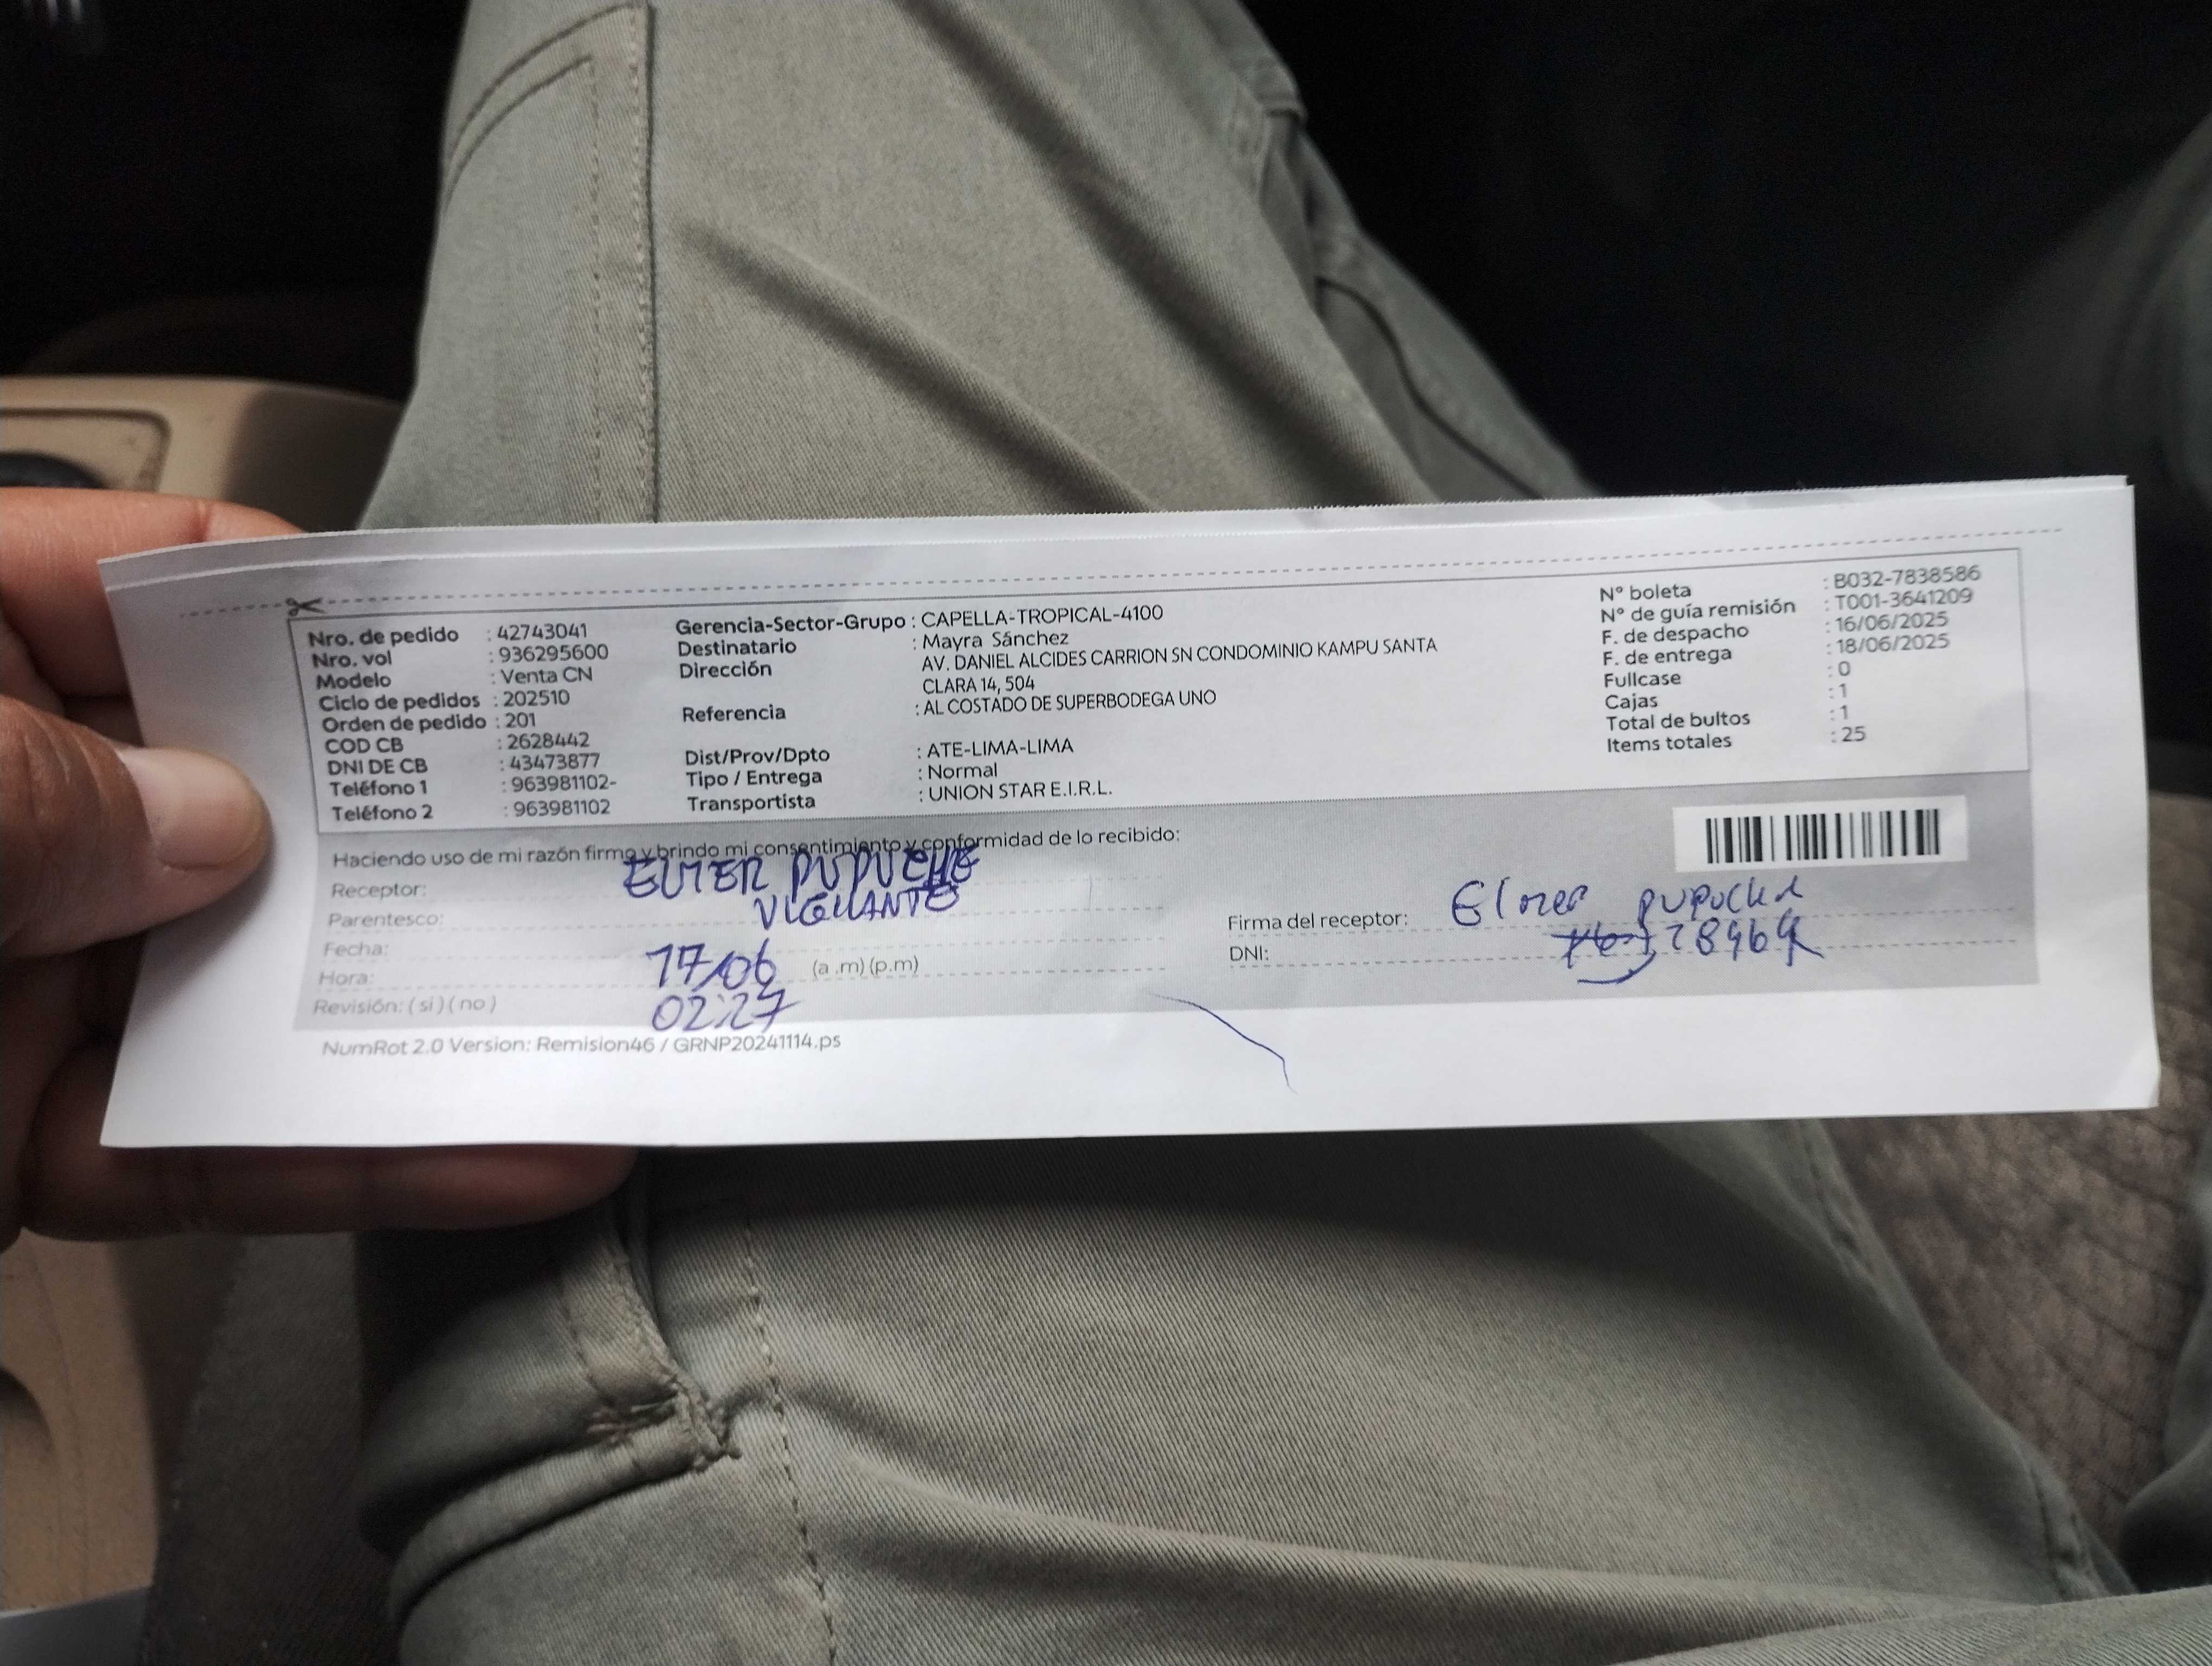 Nro. de pedido : 42743041
Nro. vol : 936295600
Modelo : Venta CN
Ciclo de pedidos : 202510
Orden de pedido : 201
COD CB : 2628442
DNI DE CB : 43473877
Teléfono 1 : 963981102-
Teléfono 2 : 963981102
Gerencia-Sector-Grupo : CAPELLA-TROPICAL-4100
Destinatario : Mayra Sánchez
Dirección AV. DANIEL ALCIDES CARRION SN CONDOMINIO KAMPU SANTA
CLARA 14, 504
Referencia : AL COSTADO DE SUPERBODEGA UNO
Dist/Prov/Dpto : ATE-LIMA-LIMA
Tipo / Entrega : Normal
Transportista : UNION STAR E.I.R.L.
N° boleta : B032-7838586
N° de guía remisión : T001-3641209
F. de despacho : 16/06/2025
F. de entrega : 18/06/2025
Fullcase : 0
Cajas : 1
Total de bultos : 1
Items totales : 25
Haciendo uso de mi razón firmo y brindo mi consentimiento y conformidad de lo recibido:
Receptor: PUPUCHE
Parentesco: VIGILANTE
Fecha: 17/06
Hora: 02:27 (a .m) (p.m)
Revisión: ( si ) ( no )
Firma del receptor:
DNI:
NumRot 2.0 Version: Remision46 / GRNP20241114.ps